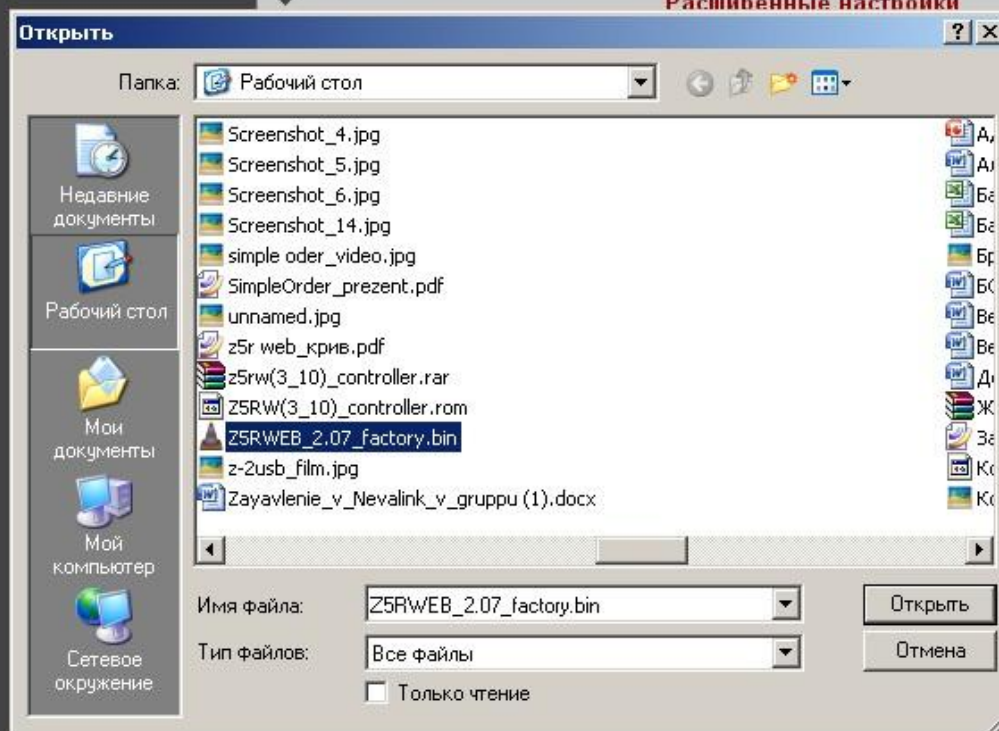 Расширенные настройки
Открыть
Папка:
Рабочий стол
Недавние
документы
Рабочий стол
Мои
документы
Мой
компьютер
Сетевое
окружение
Screenshot_4.jpg
Screenshot_5.jpg
Screenshot_6.jpg
Screenshot_14.jpg
simple oder_video.jpg
SimpleOrder_prezent.pdf
unnamed.jpg
z5r web_крив.pdf
z5rw(3_10)_controller.rar
Z5RW(3_10)_controller.rom
Z5RWEB_2.07_factory.bin
z-2usb_film.jpg
Zayavlenie_v_Nevalink_v_gruppu (1).docx
Имя файла:
Z5RWEB_2.07_factory.bin
Открыть
Тип файлов:
Все файлы
Отмена
Только чтение